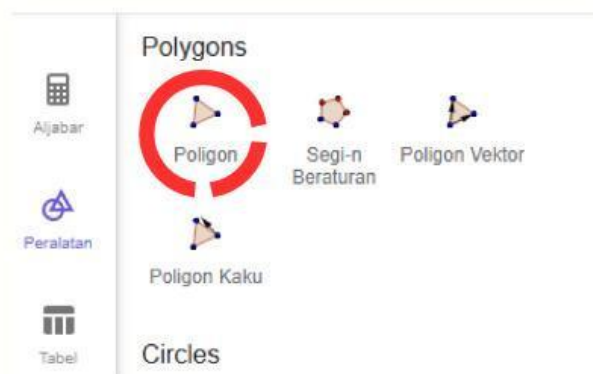 Polygons
Aljabar
Poligon
Segi-n
Beraturan
Poligon Vektor
Peralatan
Poligon Kaku
Tabel
Circles